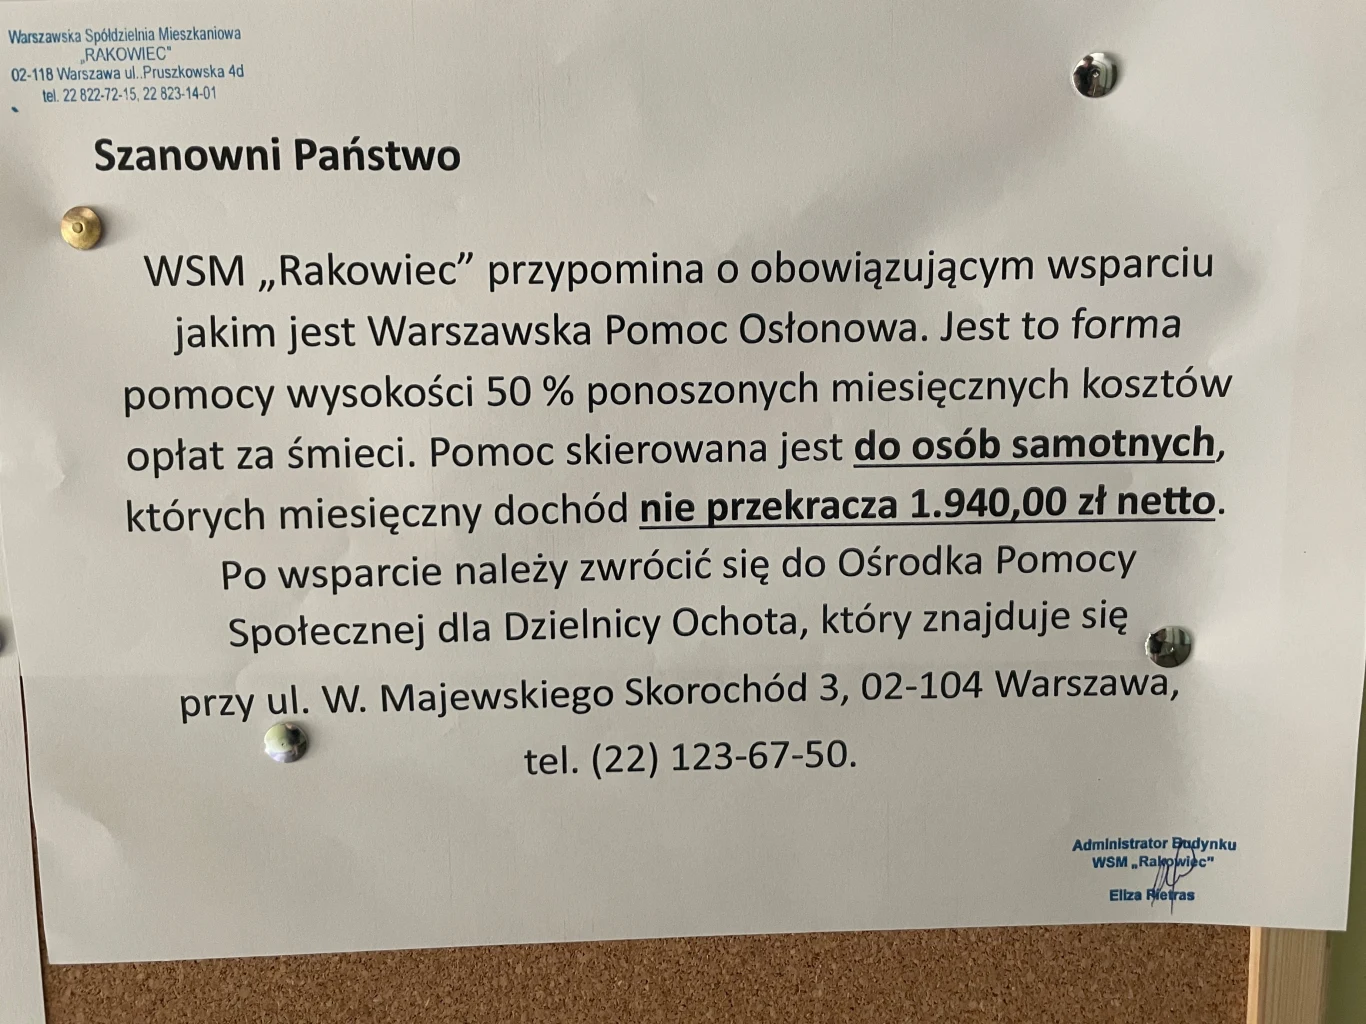 Warszawska Spółdzielnia Mieszkaniowa
„RAKOWIEC"
02-118 Warszawa ul..Pruszkowska 4d
tel. 22 822-72-15, 22 823-14-01
Szanowni Państwo
WSM „Rakowiec” przypomina o obowiązującym wsparciu
jakim jest Warszawska Pomoc Osłonowa. Jest to forma
pomocy wysokości 50 % ponoszonych miesięcznych kosztów
opłat za śmieci. Pomoc skierowana jest do osób samotnych,
których miesięczny dochód nie przekracza 1.940,00 zł netto.
Po wsparcie należy zwrócić się do Ośrodka Pomocy
Społecznej dla Dzielnicy Ochota, który znajduje się
przy ul. W. Majewskiego Skorochód 3, 02-104 Warszawa,
tel. (22) 123-67-50.
Administrator Budynku
WSM „Rakowiec"
Eliza Pietras